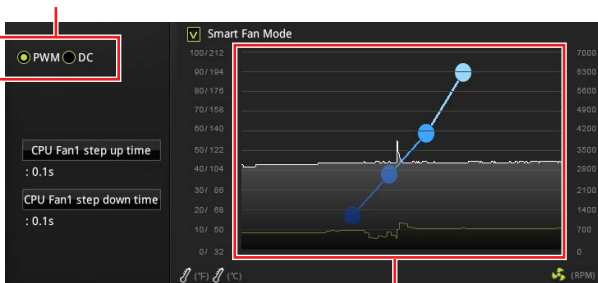 Smart Fan Mode
PWM DC
100/212
90/194
80/176
70/158
60/140
50/122
40/104
30/ 86
20/ 68
10/ 50
0/ 32
7000
6300
5600
4900
4200
3500
2800
2100
1400
700
0
CPU Fan1 step up time
: 0.1s
CPU Fan1 step down time
: 0.1s
(°F) (°C)
(RPM)